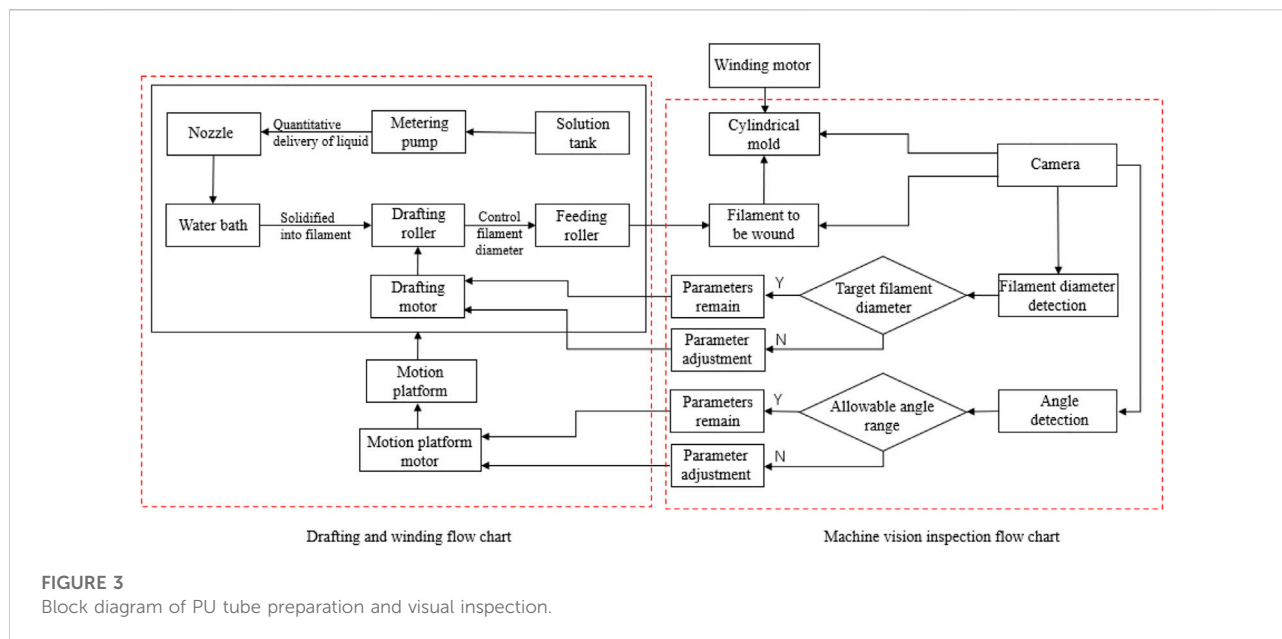 Winding motor
Nozzle
Quantitative
delivery of liquid
Metering
pump
Solution
tank
Cylindrical
mold
Camera
Water bath
Solidified
into filament
Drafting
roller
Control
filament
diameter
Feeding
roller
Filament to
be wound
Drafting
motor
Parameters
remain
Y
Target filament
diameter
Filament diameter
detection
Parameter
adjustment
N
Motion
platform
Parameters
remain
Y
Allowable angle
range
Angle
detection
Motion platform
motor
Parameter
adjustment
N
Drafting and winding flow chart
Machine vision inspection flow chart
FIGURE 3
Block diagram of PU tube preparation and visual inspection.